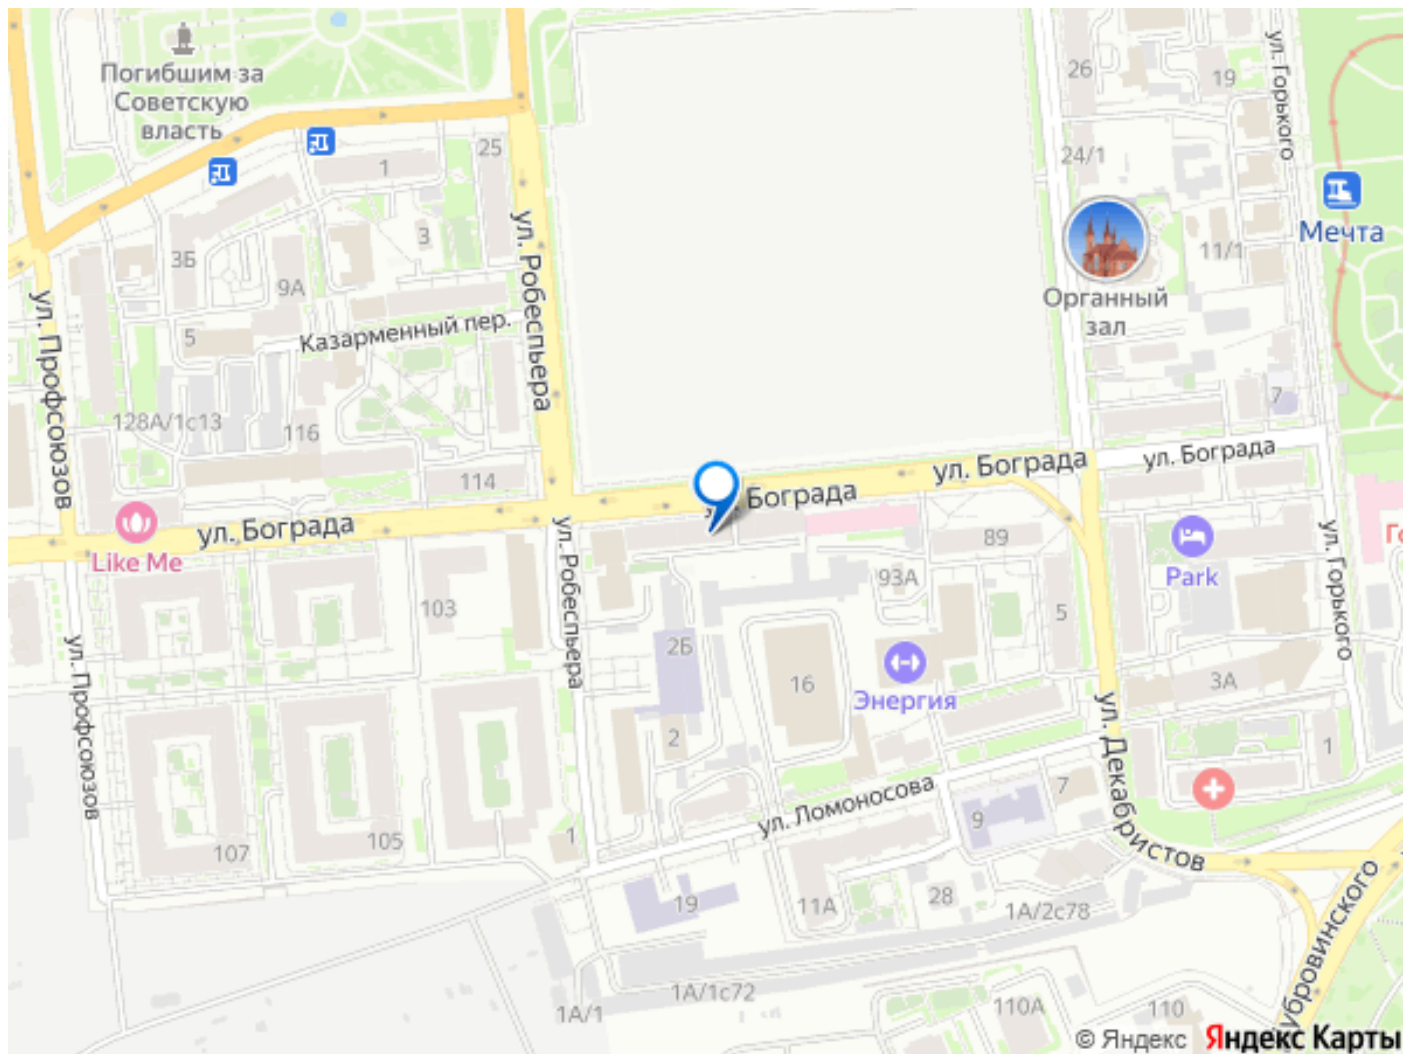 Погибшим за
Советскую
власть
25
1
3
3Б
9А
5
Казарменный пер.
ул. Робеспьера
ул. Профсоюзов
128А/1с13
116
114
26
19
ул. Горького
24/1
Мечта
11/1
Органный
зал
7
ул. Бограда
ул. Бограда
Бограда
ул. Бограда
Like Me
ул. Робеспьера
89
Park
93А
103
5
ул. Горького
2Б
ул. Профсоюзов
16
Энергия
3А
2
ул. Декабристов
1
7
ул. Ломоносова
9
1
105
107
19
11А
28
1А/2с78
1А/1с72
1А/1
110А
110
© Яндекс
Яндекс Карты